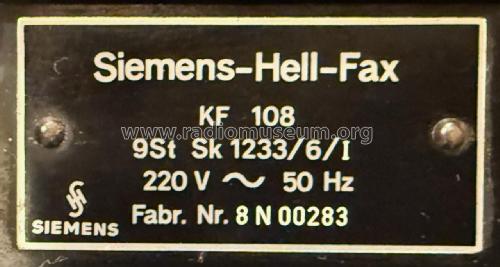 Siemens-Hell-Fax
KF 108
www.radiomuseum.org
9St Sk 1233/6/I
220 V ~ 50 Hz
Fabr. Nr. 8 N 00283
SIEMENS